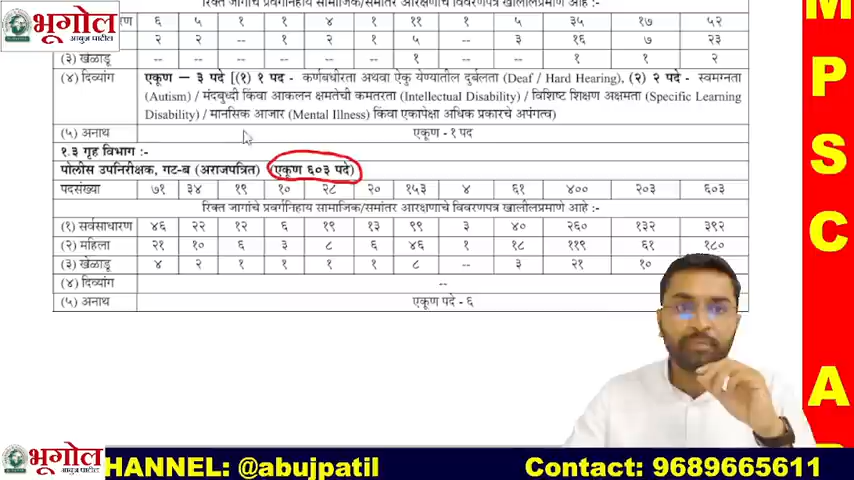 रिक्त जागांचे प्रवर्गनिहाय सामाजिक/समांतर आरक्षणाचे विवरणपत्र खालीलप्रमाणे आहे :-
भूगोल
आबुज पाटील
रण ६ ५ १ १ ४ १ ११ १ ५ ३५ १७ ५२
२ २ -- १ २ १ ५ -- ३ १६ ७ २३
(३) खेळाडू -- -- -- -- -- -- १ -- -- १ १ २
(४) दिव्यांग एकूण — ३ पदे [(१) १ पद - कर्णबधीरता अथवा ऐकु येण्यातील दुर्बलता (Deaf / Hard Hearing), (२) २ पदे - स्वमग्नता
(Autism) / मंदबुध्दी किंवा आकलन क्षमतेची कमतरता (Intellectual Disability) / विशिष्ट शिक्षण अक्षमता (Specific Learning
Disability) / मानसिक आजार (Mental Illness) किंवा एकापेक्षा अधिक प्रकारचे अपंगत्व)
(५) अनाथ एकूण - १ पद
१.३ गृह विभाग :-
पोलीस उपनिरीक्षक, गट-ब (अराजपत्रित) (एकूण ६०३ पदे)
पदसंख्या ७१ ३४ १९ १० २८ २० १५३ ४ ६१ ४०० २०३ ६०३
रिक्त जागांचे प्रवर्गनिहाय सामाजिक/समांतर आरक्षणाचे विवरणपत्र खालीलप्रमाणे आहे :-
(१) सर्वसाधारण ४६ २२ १२ ६ १९ १३ ९९ ३ ४० २६० १३२ ३९२
(२) महिला २१ १० ६ ३ ८ ६ ४६ १ १८ ११९ ६१ १८०
(३) खेळाडू ४ २ १ १ १ १ ८ -- ३ २१ १०
(४) दिव्यांग --
(५) अनाथ एकूण पदे - ६
M
P
S
C
A
भूगोल
आबुज पाटील
HANNEL: @abujpatil
Contact: 9689665611